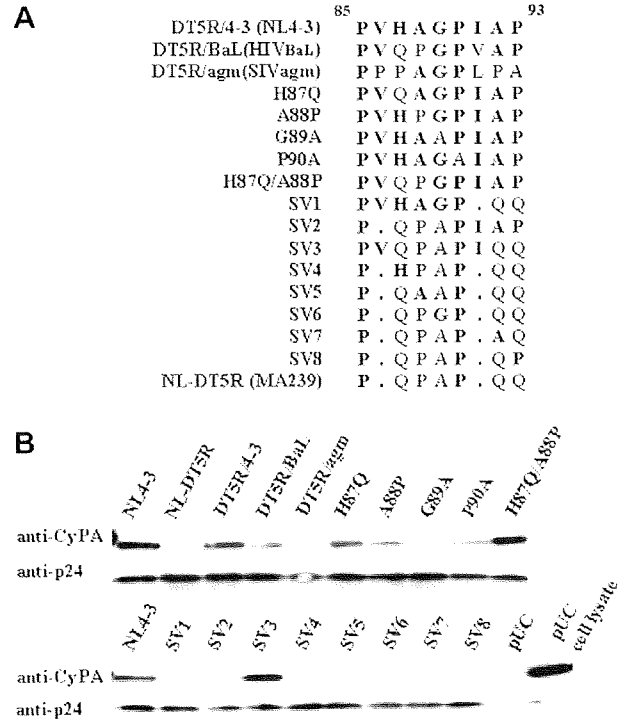 A
85 93
DT5R/4-3 (NL4-3) P V H A G P I A P
DT5R/BaL(HIVBaL) P V Q P G P V A P
DT5R/agm(SIVagm) P P P A G P L P A
H87Q P V Q A G P I A P
A88P P V H P G P I A P
G89A P V H A A P I A P
P90A P V H A G A I A P
H87Q/A88P P V Q P G P I A P
SV1 P V H A G P . Q Q
SV2 P . Q P A P I A P
SV3 P V Q P A P I Q Q
SV4 P . H P A P . Q Q
SV5 P . Q A A P . Q Q
SV6 P . Q P G P . Q Q
SV7 P . Q P A P . A Q
SV8 P . Q P A P . Q P
NL-DT5R (MA239) P . Q P A P . Q Q
B
NL4-3 NL-DT5R DT5R/4-3 DT5R/BaL DT5R/agm H87Q A88P G89A P90A H87Q/A88P
anti-CyPA
anti-p24
NL4-3 SV1 SV2 SV3 SV4 SV5 SV6 SV7 SV8 pUC pUC cell lysate
anti-CyPA
anti-p24